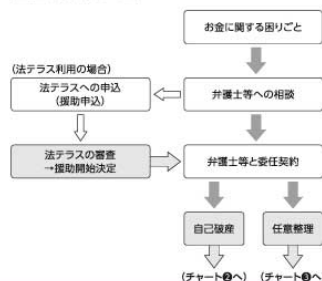 お金に関する困りごと
(法テラス利用の場合)
法テラスへの申込
(援助申込)
弁護士等への相談
法テラスの審査
→援助開始決定
弁護士等と委任契約
自己破産
任意整理
(チャート❷へ)
(チャート❸へ)